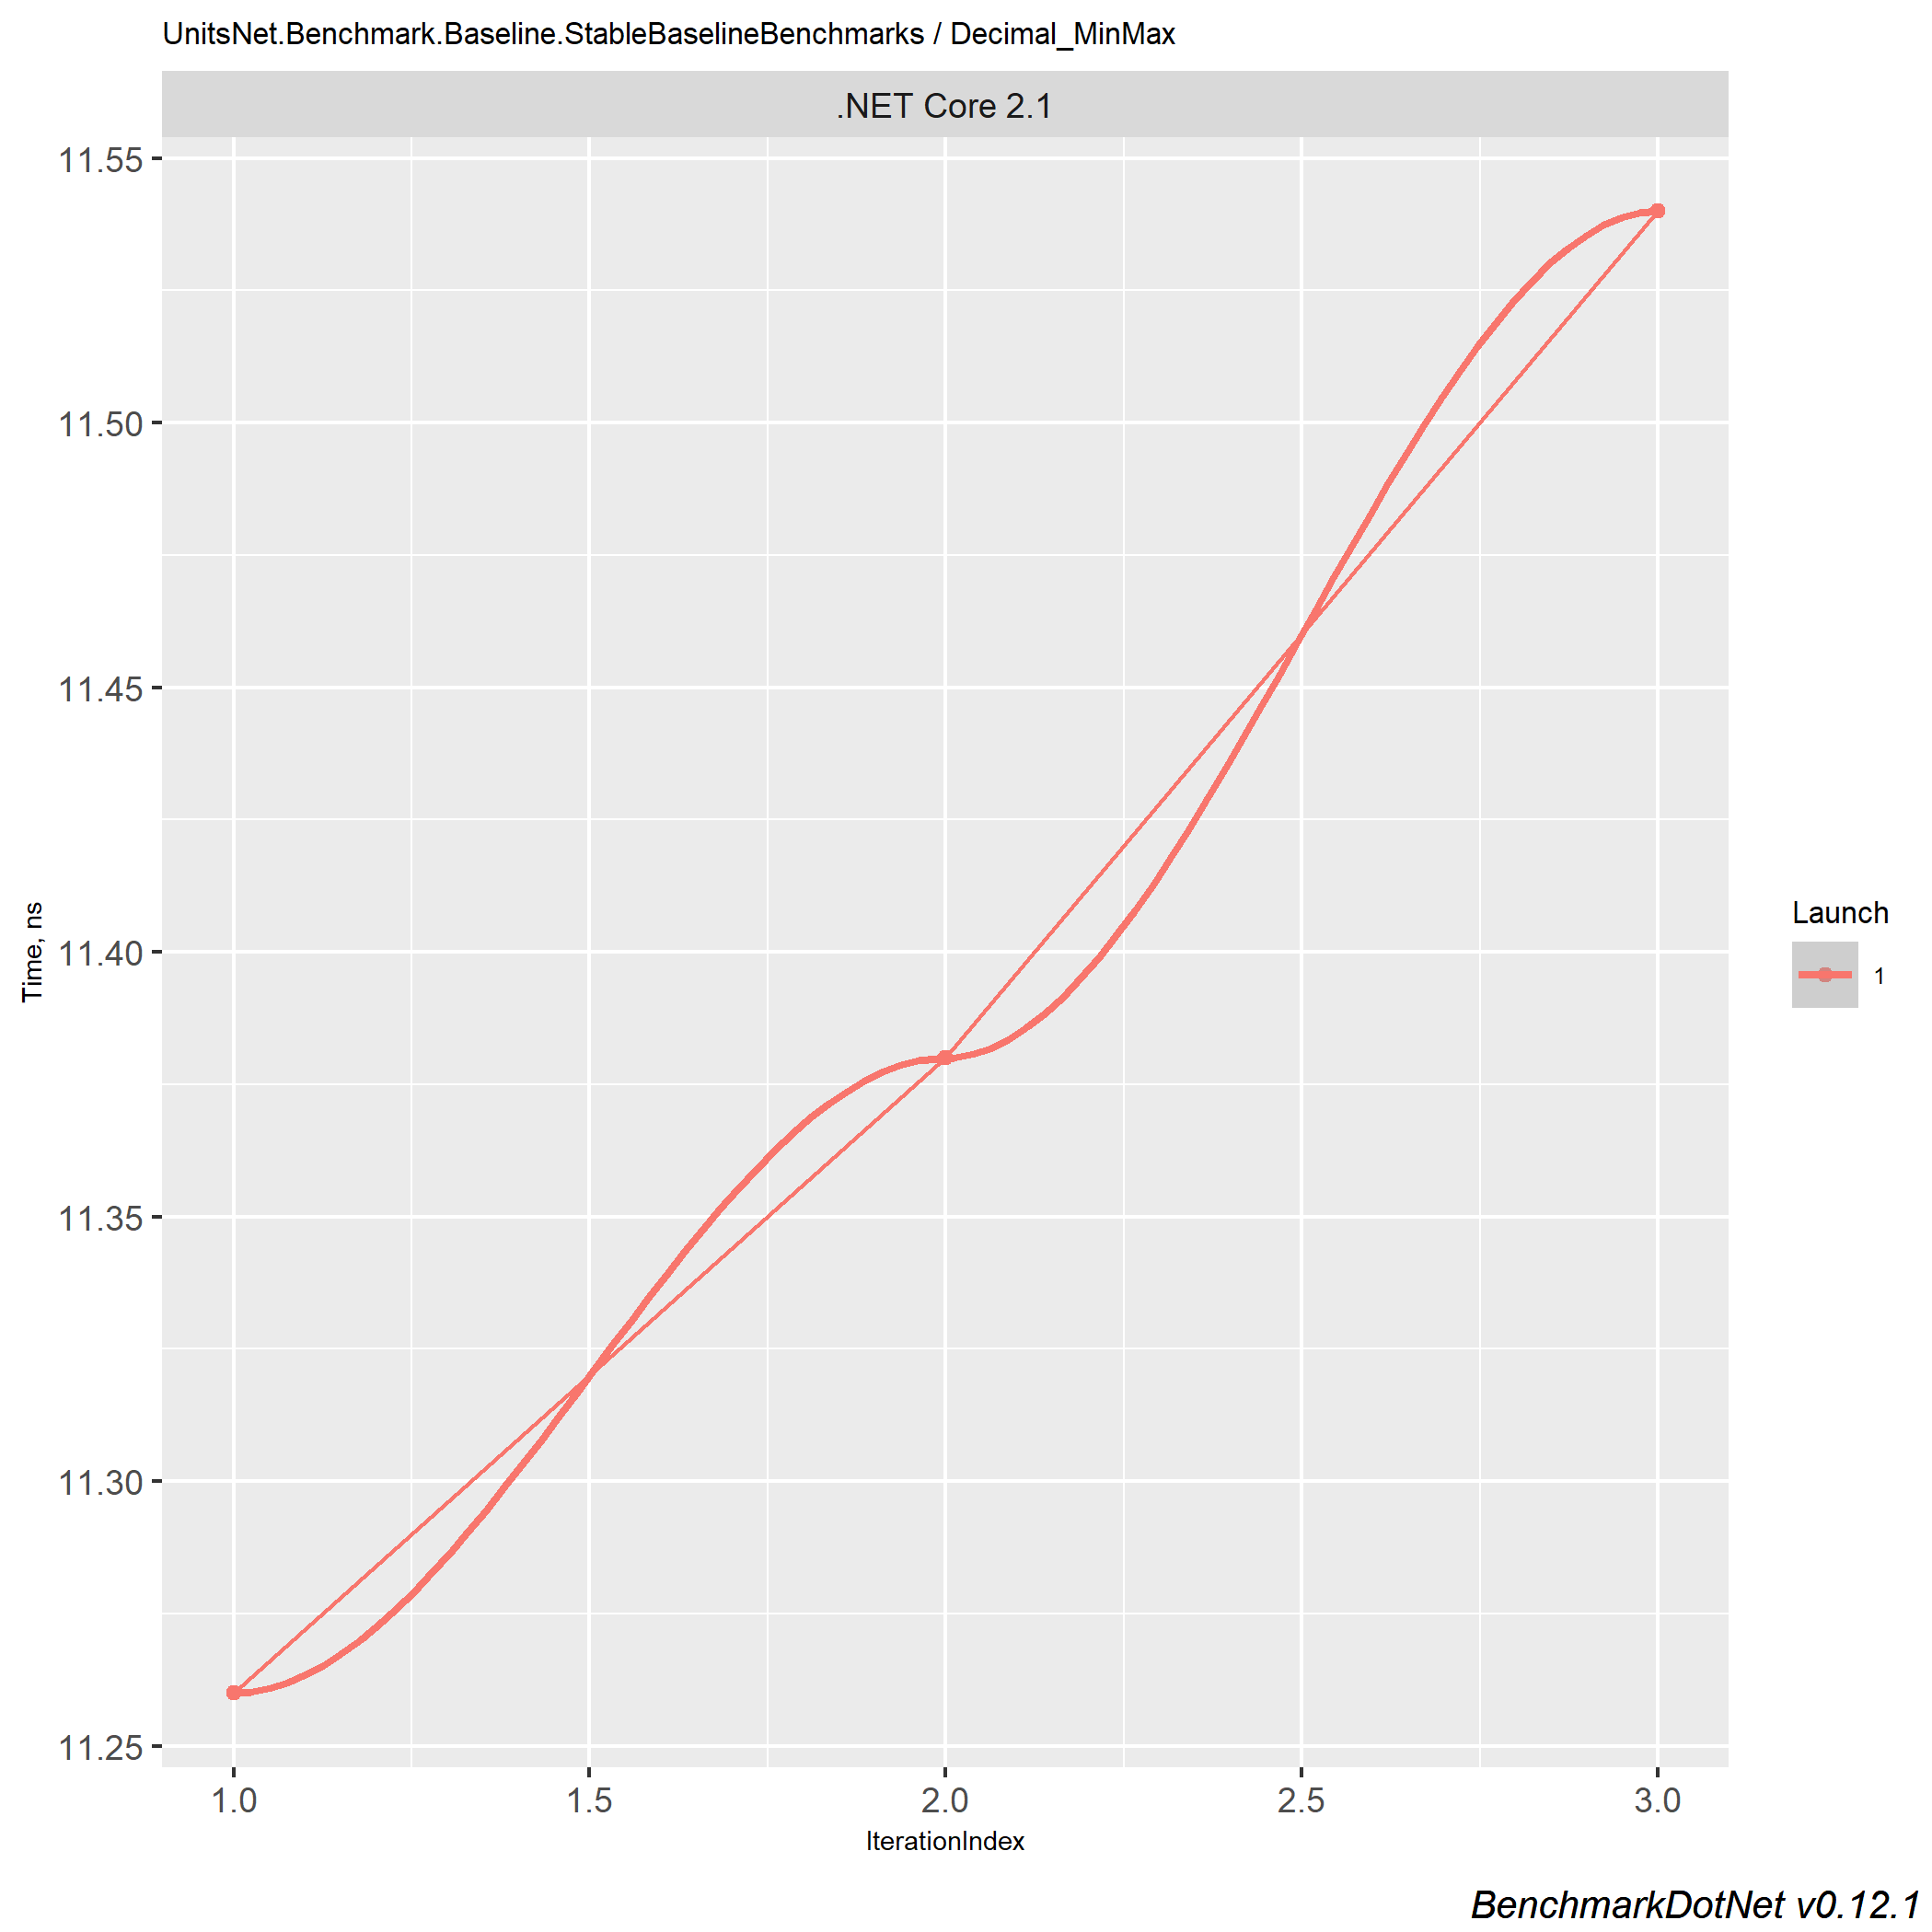 UnitsNet.Benchmark.Baseline.StableBaselineBenchmarks / Decimal_MinMax
.NET Core 2.1
11.55
11.50
11.45
11.40
11.35
11.30
11.25
Time, ns
1.0 1.5 2.0 2.5 3.0
IterationIndex
Launch
1
BenchmarkDotNet v0.12.1